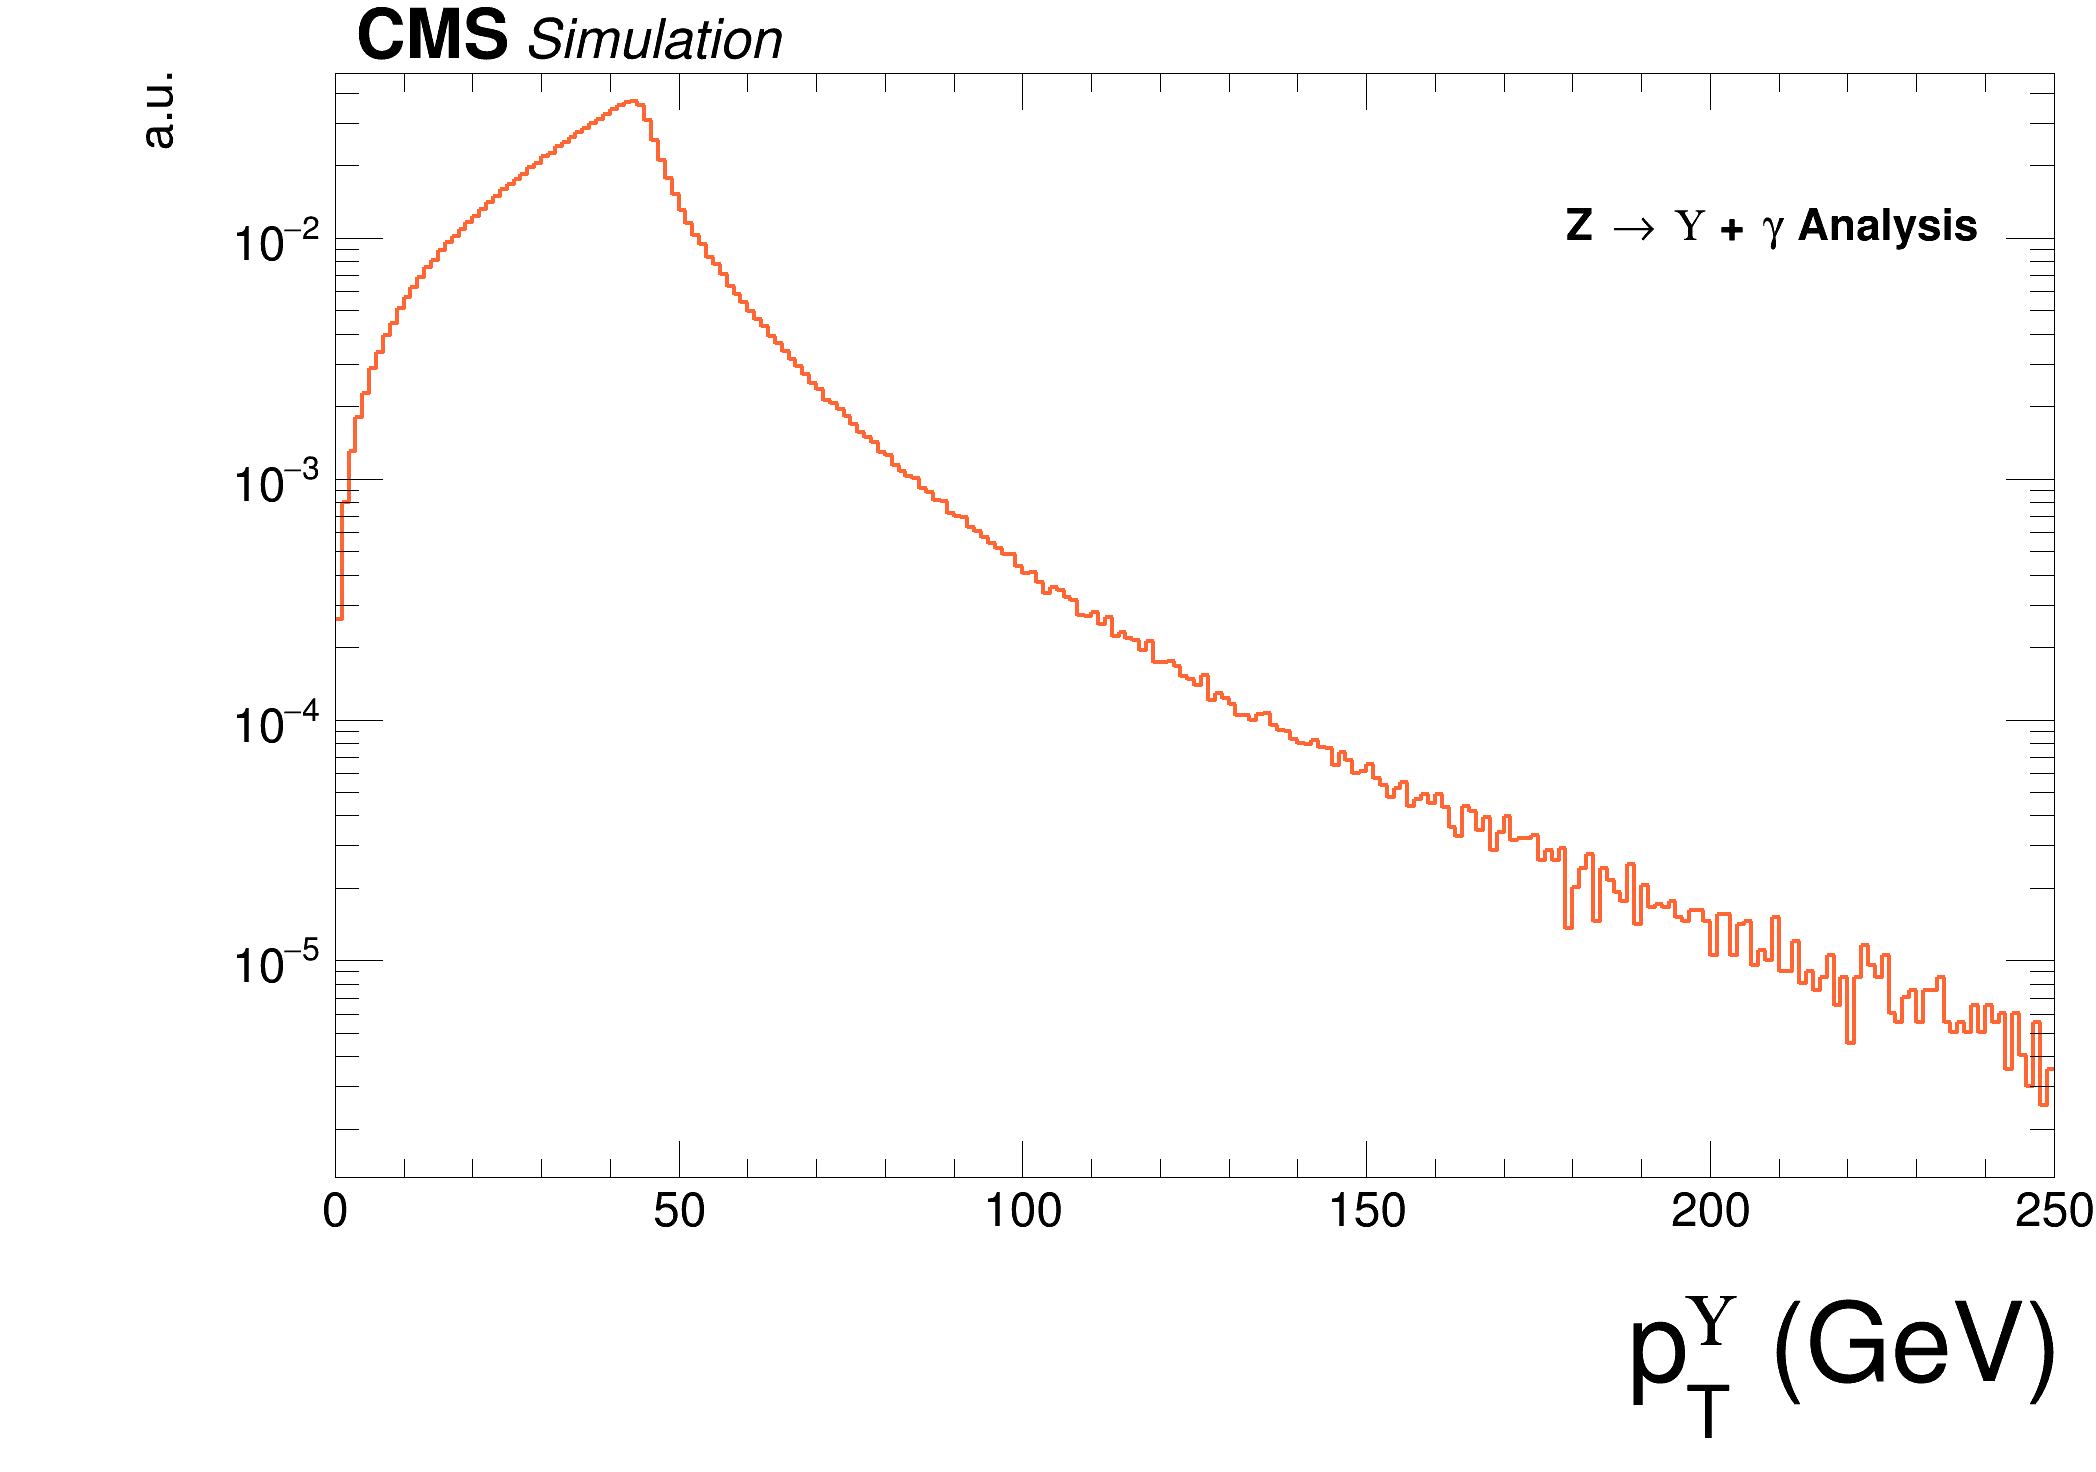 CMS Simulation
a.u.
Z → Υ + γ Analysis
10⁻²
10⁻³
10⁻⁴
10⁻⁵
0 50 100 150 200 250
p_T^Υ (GeV)